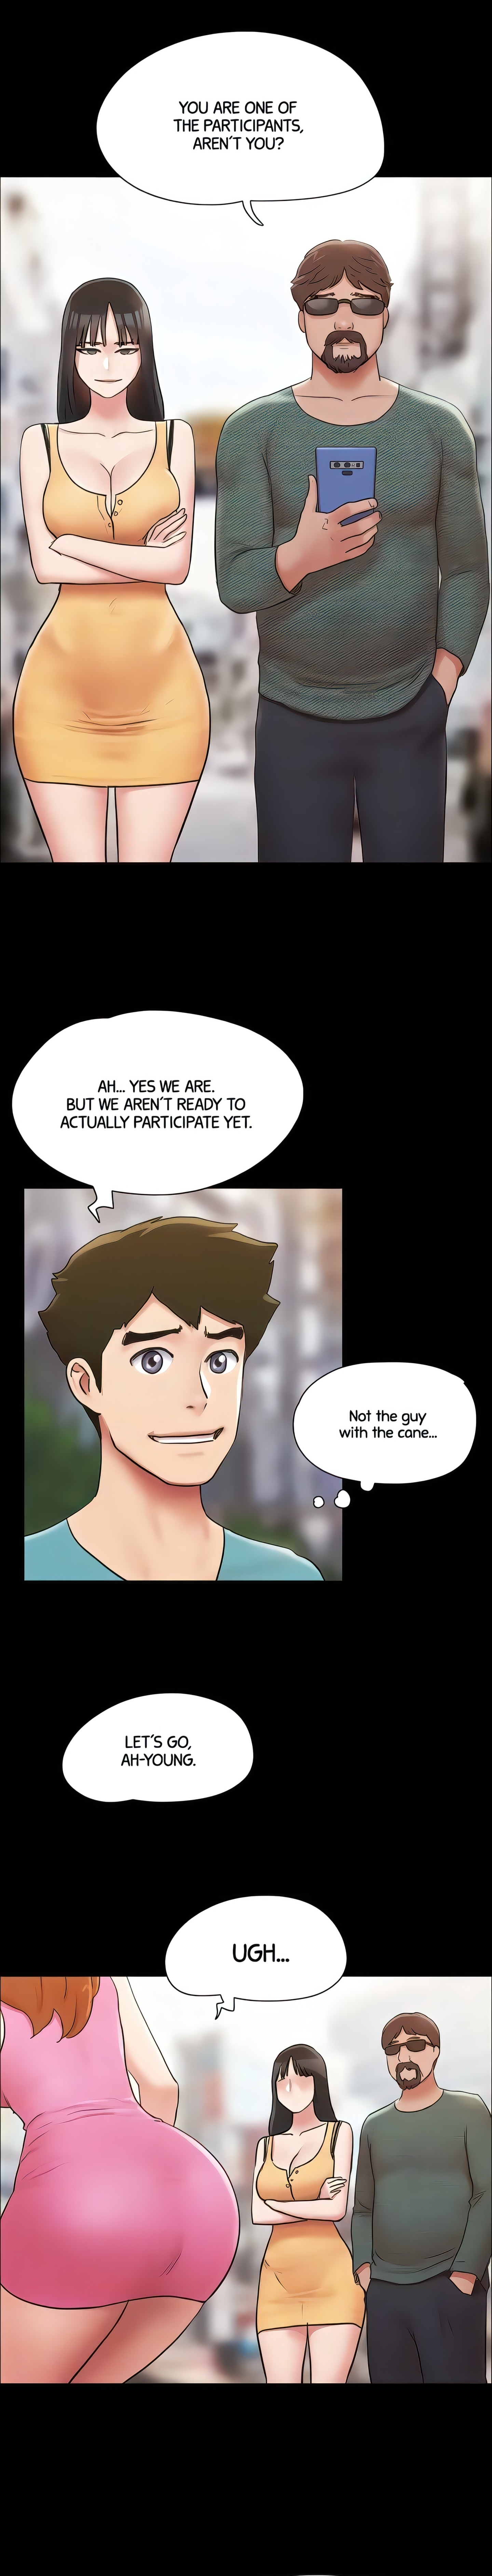 YOU ARE ONE OF
THE PARTICIPANTS,
AREN'T YOU?
AH... YES WE ARE.
BUT WE AREN'T READY TO
ACTUALLY PARTICIPATE YET.
Not the guy
with the cane...
LET'S GO,
AH-YOUNG.
UGH...